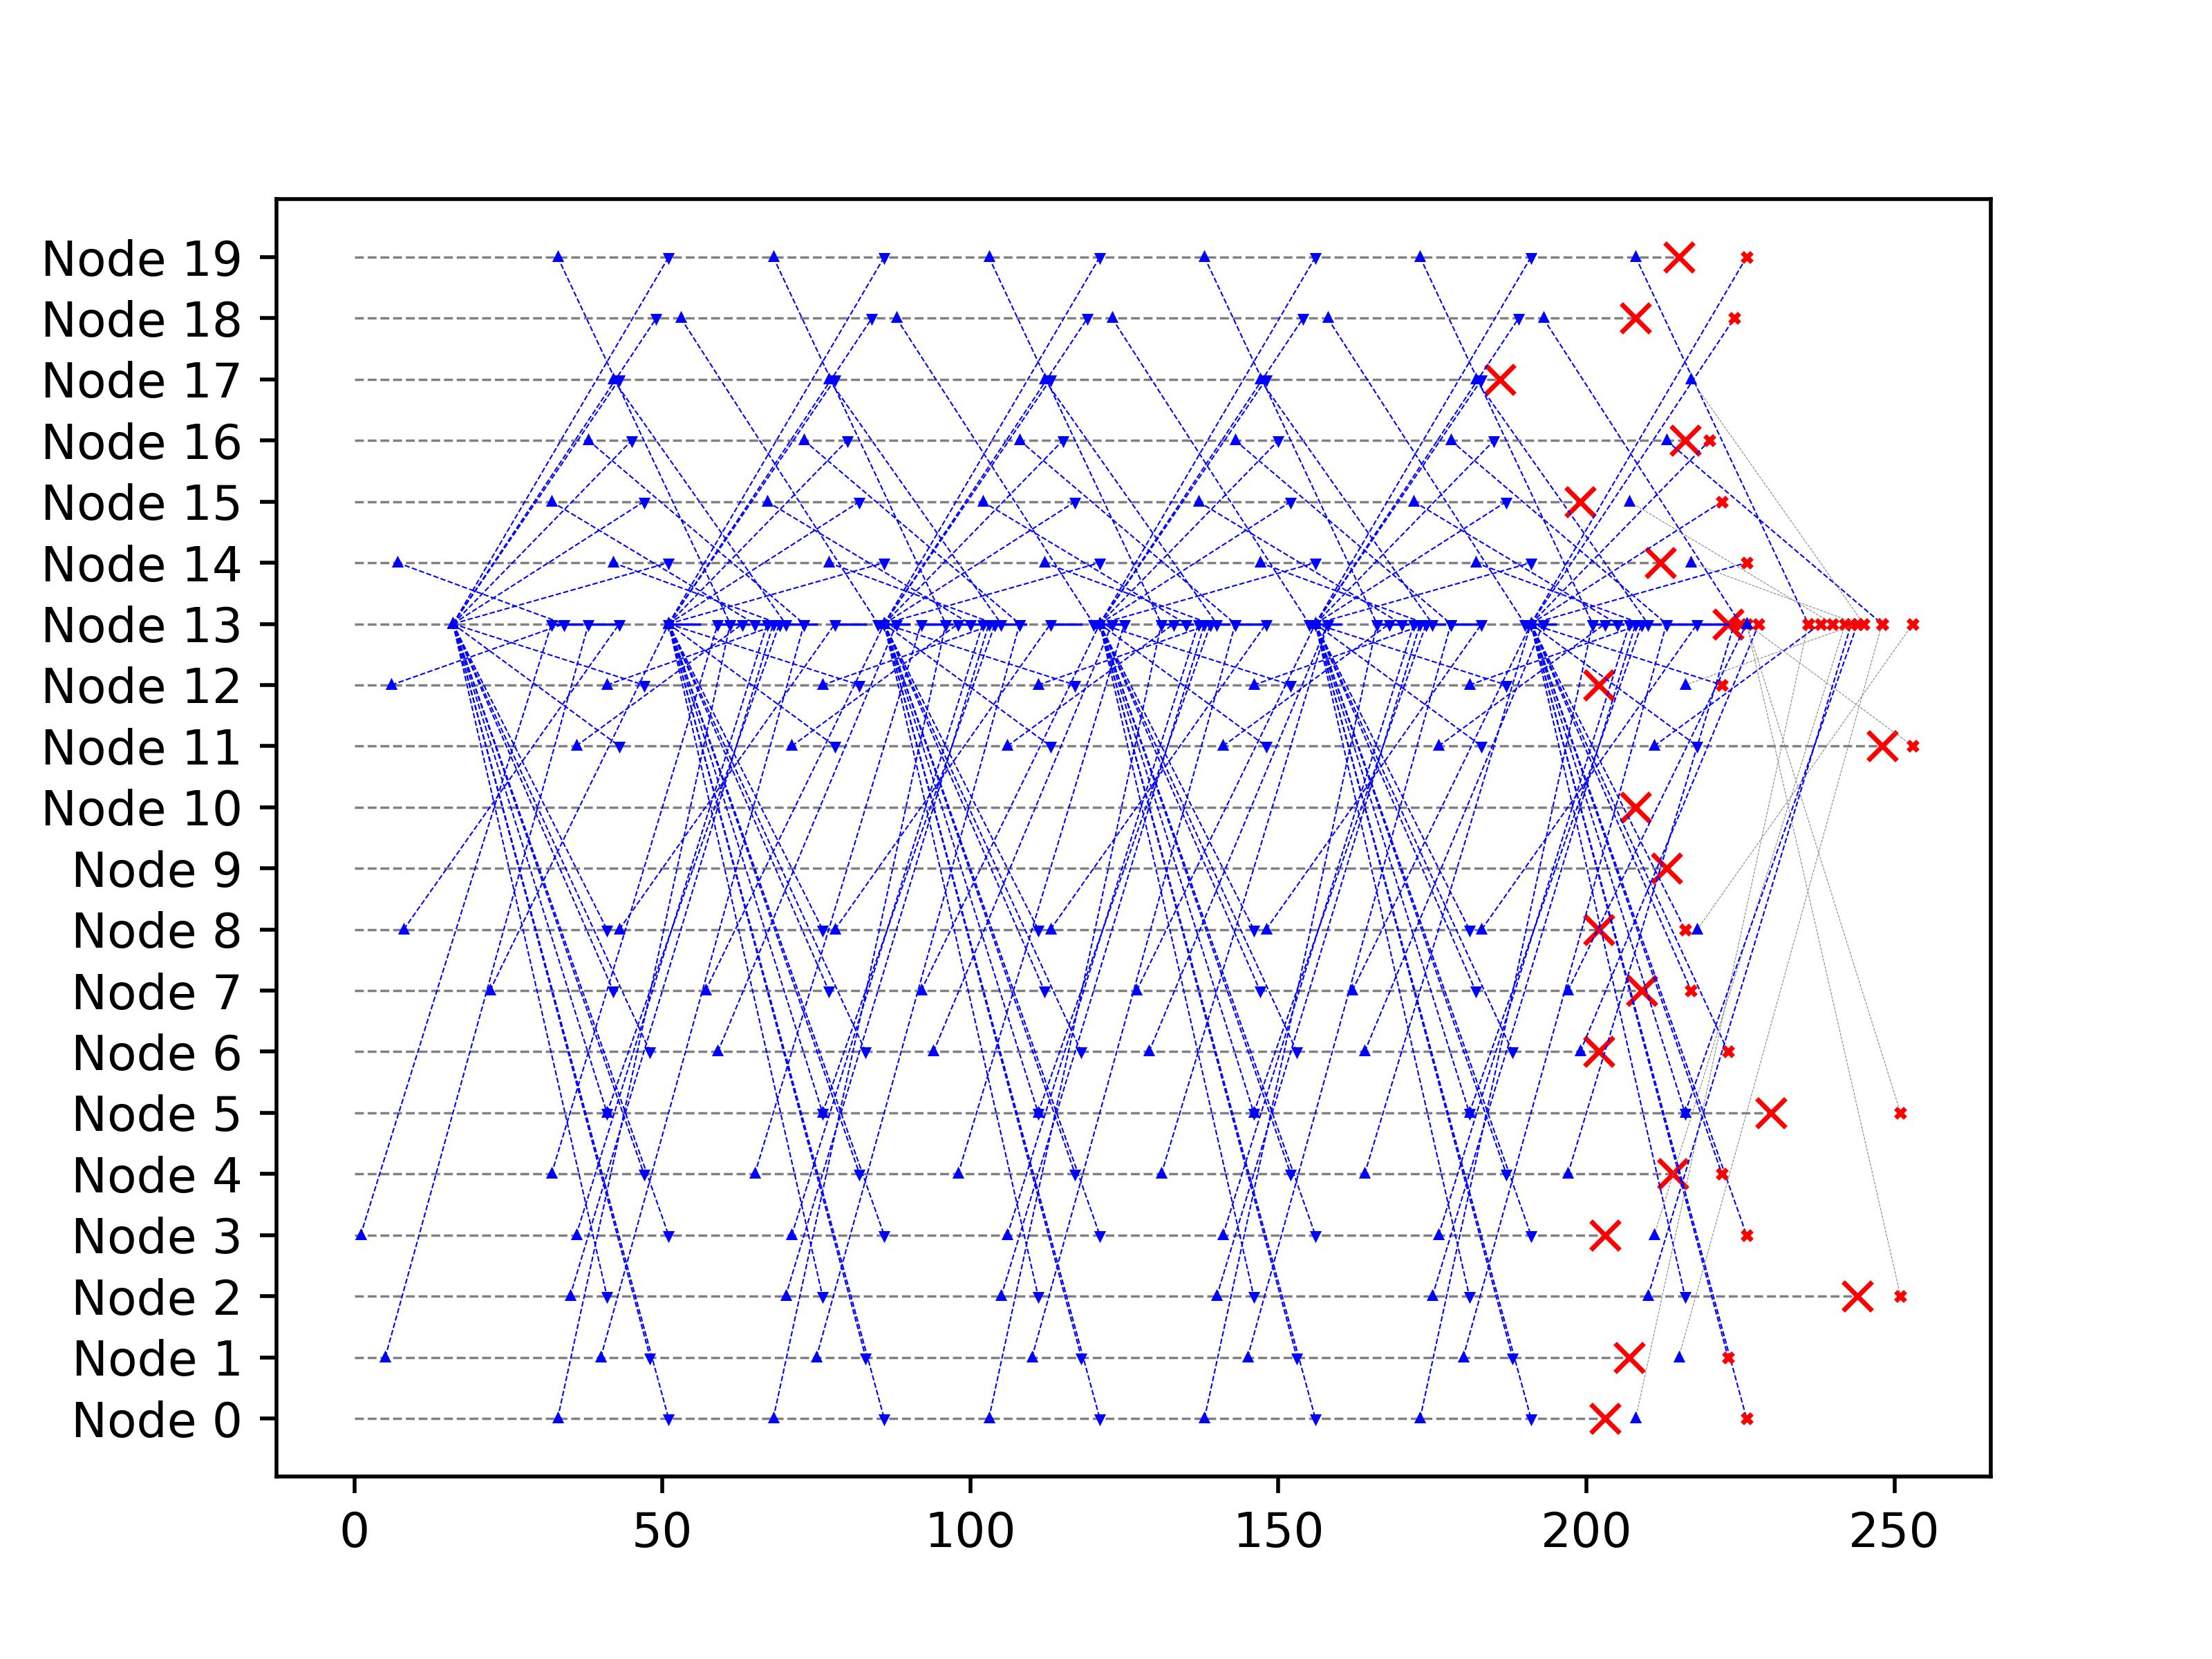 Node 19
Node 18
Node 17
Node 16
Node 15
Node 14
Node 13
Node 12
Node 11
Node 10
Node 9
Node 8
Node 7
Node 6
Node 5
Node 4
Node 3
Node 2
Node 1
Node 0
0 50 100 150 200 250